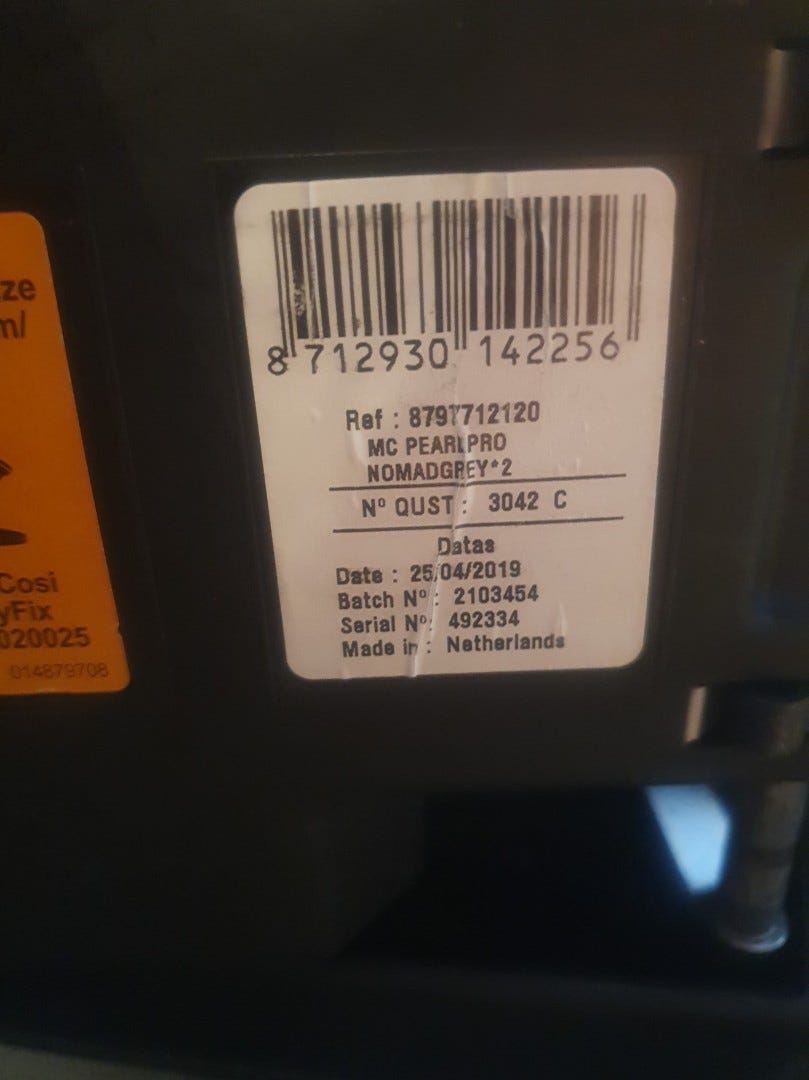 ze
m/
Cosi
yFix
020025
014879708
8 712930 142256
Ref : 8797712120
MC PEARLPRO
NOMADGREY*2
Nº QUST : 3042 C
Datas
Date : 25/04/2019
Batch Nº : 2103454
Serial Nº: 492334
Made in : Netherlands